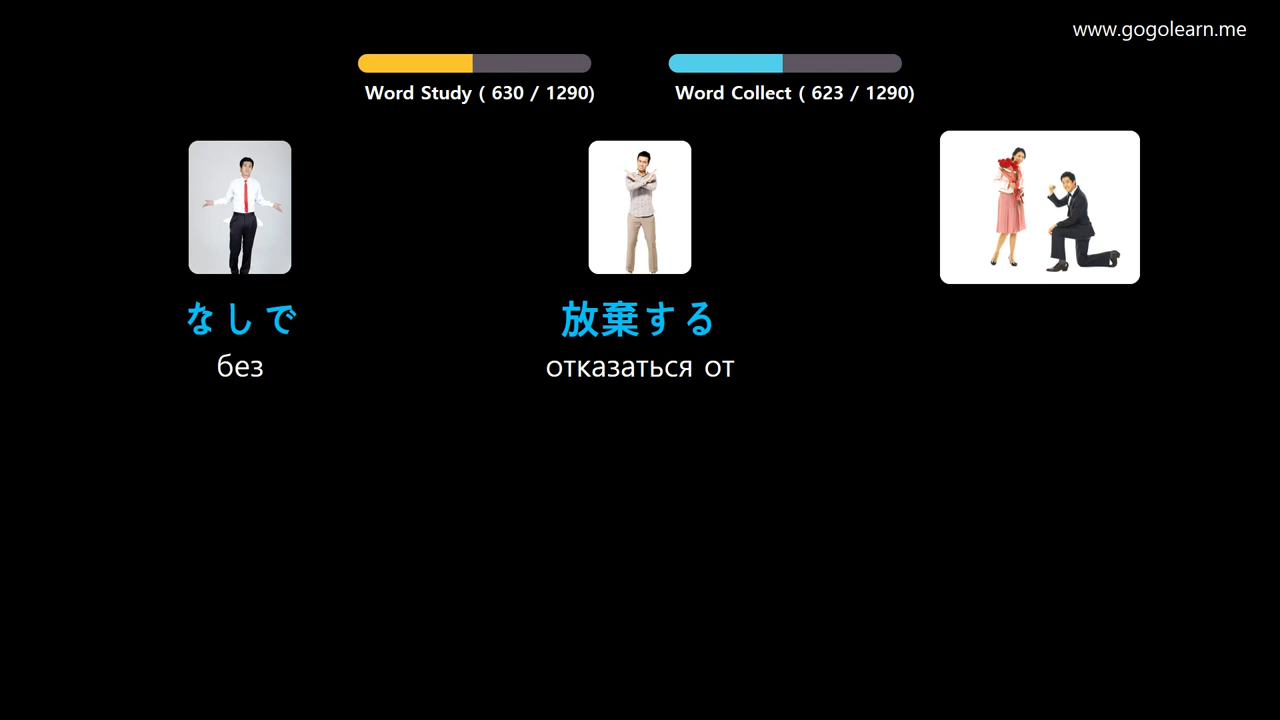 www.gogolearn.me
Word Study ( 630 / 1290)
Word Collect ( 623 / 1290)
なしで
без
放棄する
отказаться от